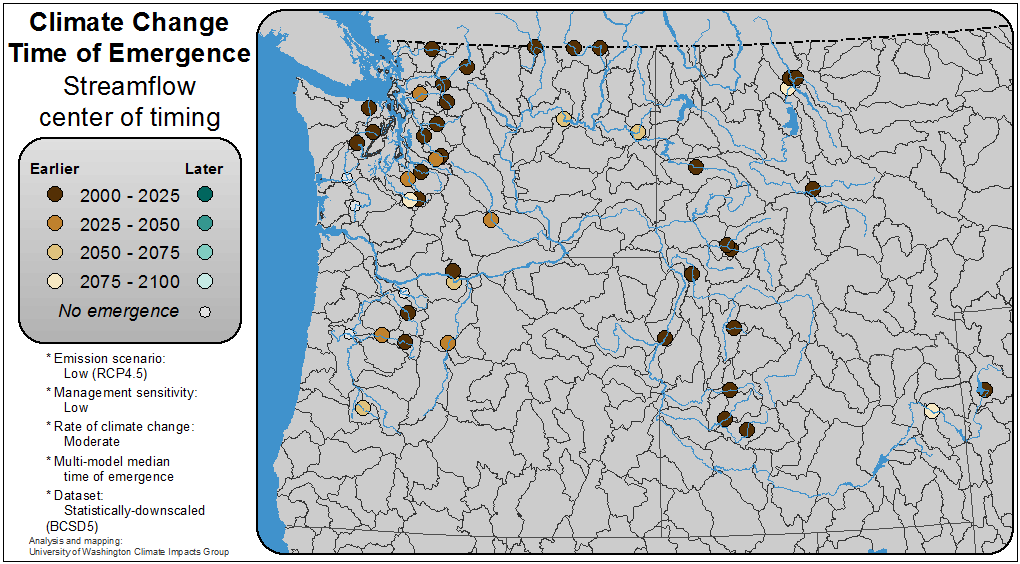 Climate Change
Time of Emergence
Streamflow
center of timing
Earlier Later
2000 - 2025
2025 - 2050
2050 - 2075
2075 - 2100
No emergence
* Emission scenario:
Low (RCP4.5)
* Management sensitivity:
Low
* Rate of climate change:
Moderate
* Multi-model median
time of emergence
* Dataset:
Statistically-downscaled
(BCSD5)
Analysis and mapping:
University of Washington Climate Impacts Group